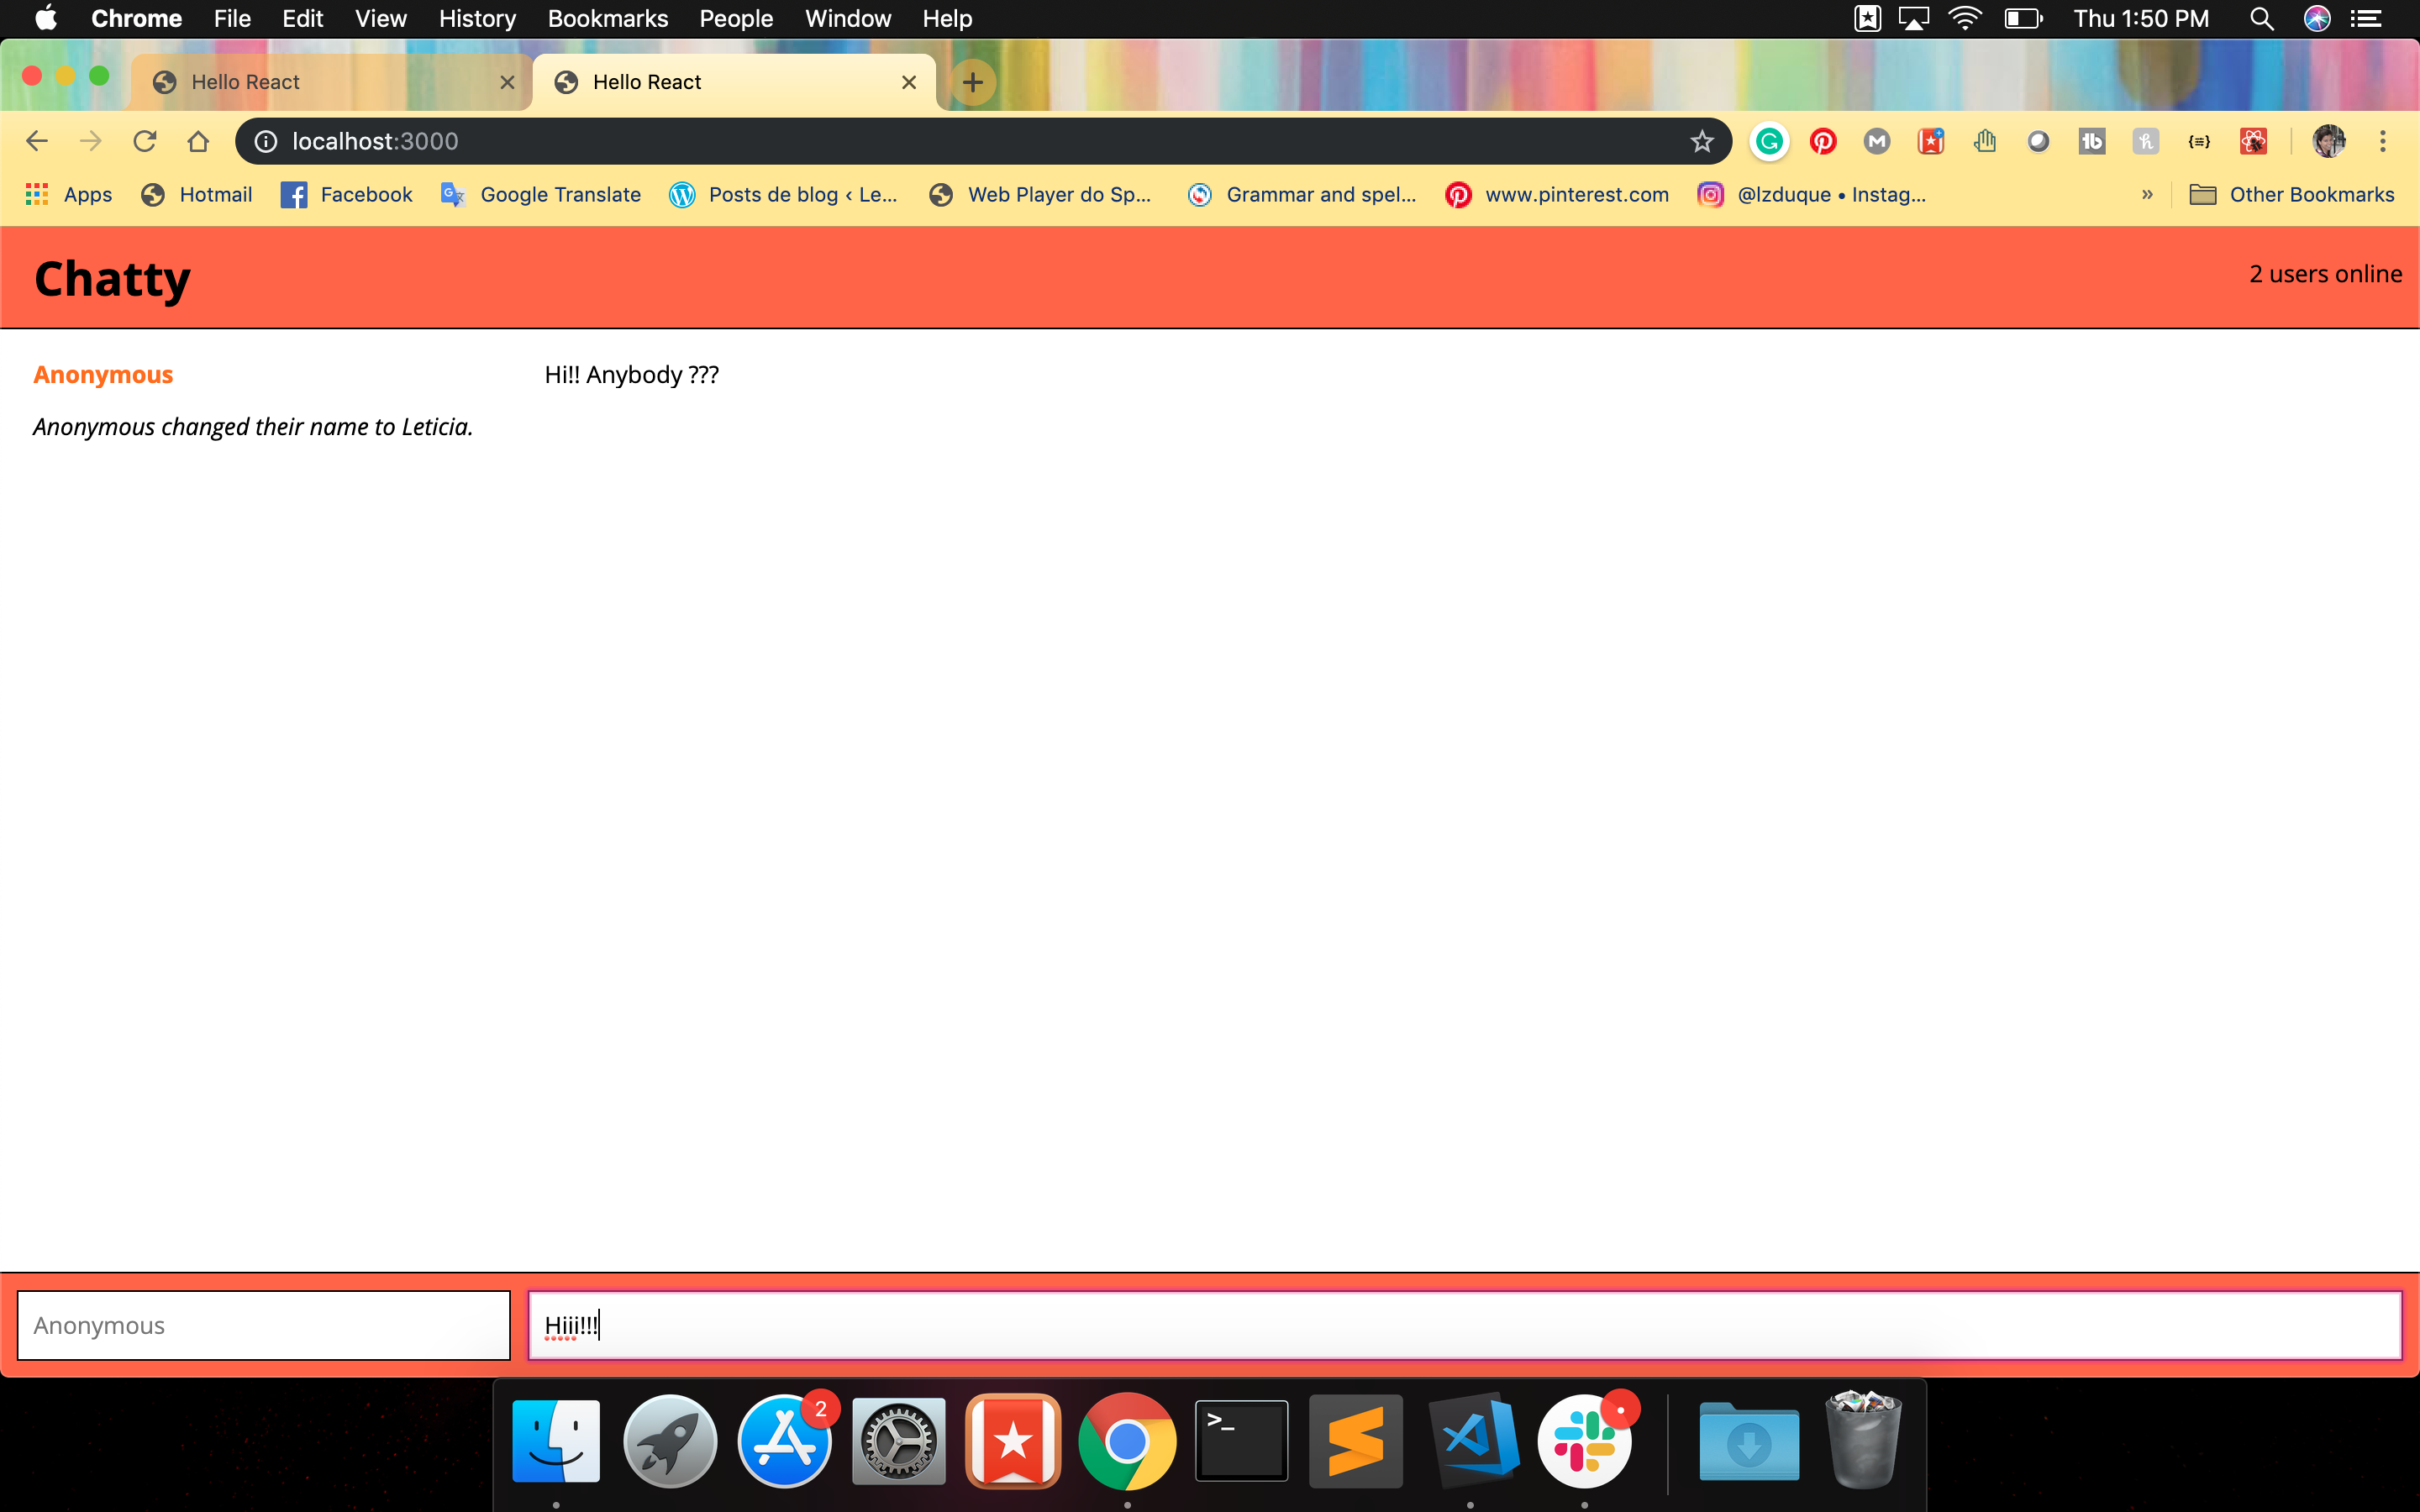 Chrome File Edit View History Bookmarks People Window Help Thu 1:50 PM
Hello React Hello React
localhost:3000
Apps Hotmail Facebook Google Translate Posts de blog ‹ Le... Web Player do Sp... Grammar and spel... www.pinterest.com @lzduque • Instag... » Other Bookmarks
Chatty 2 users online
Anonymous Hi!! Anybody ???
Anonymous changed their name to Leticia.
Anonymous Hiii!!!
2